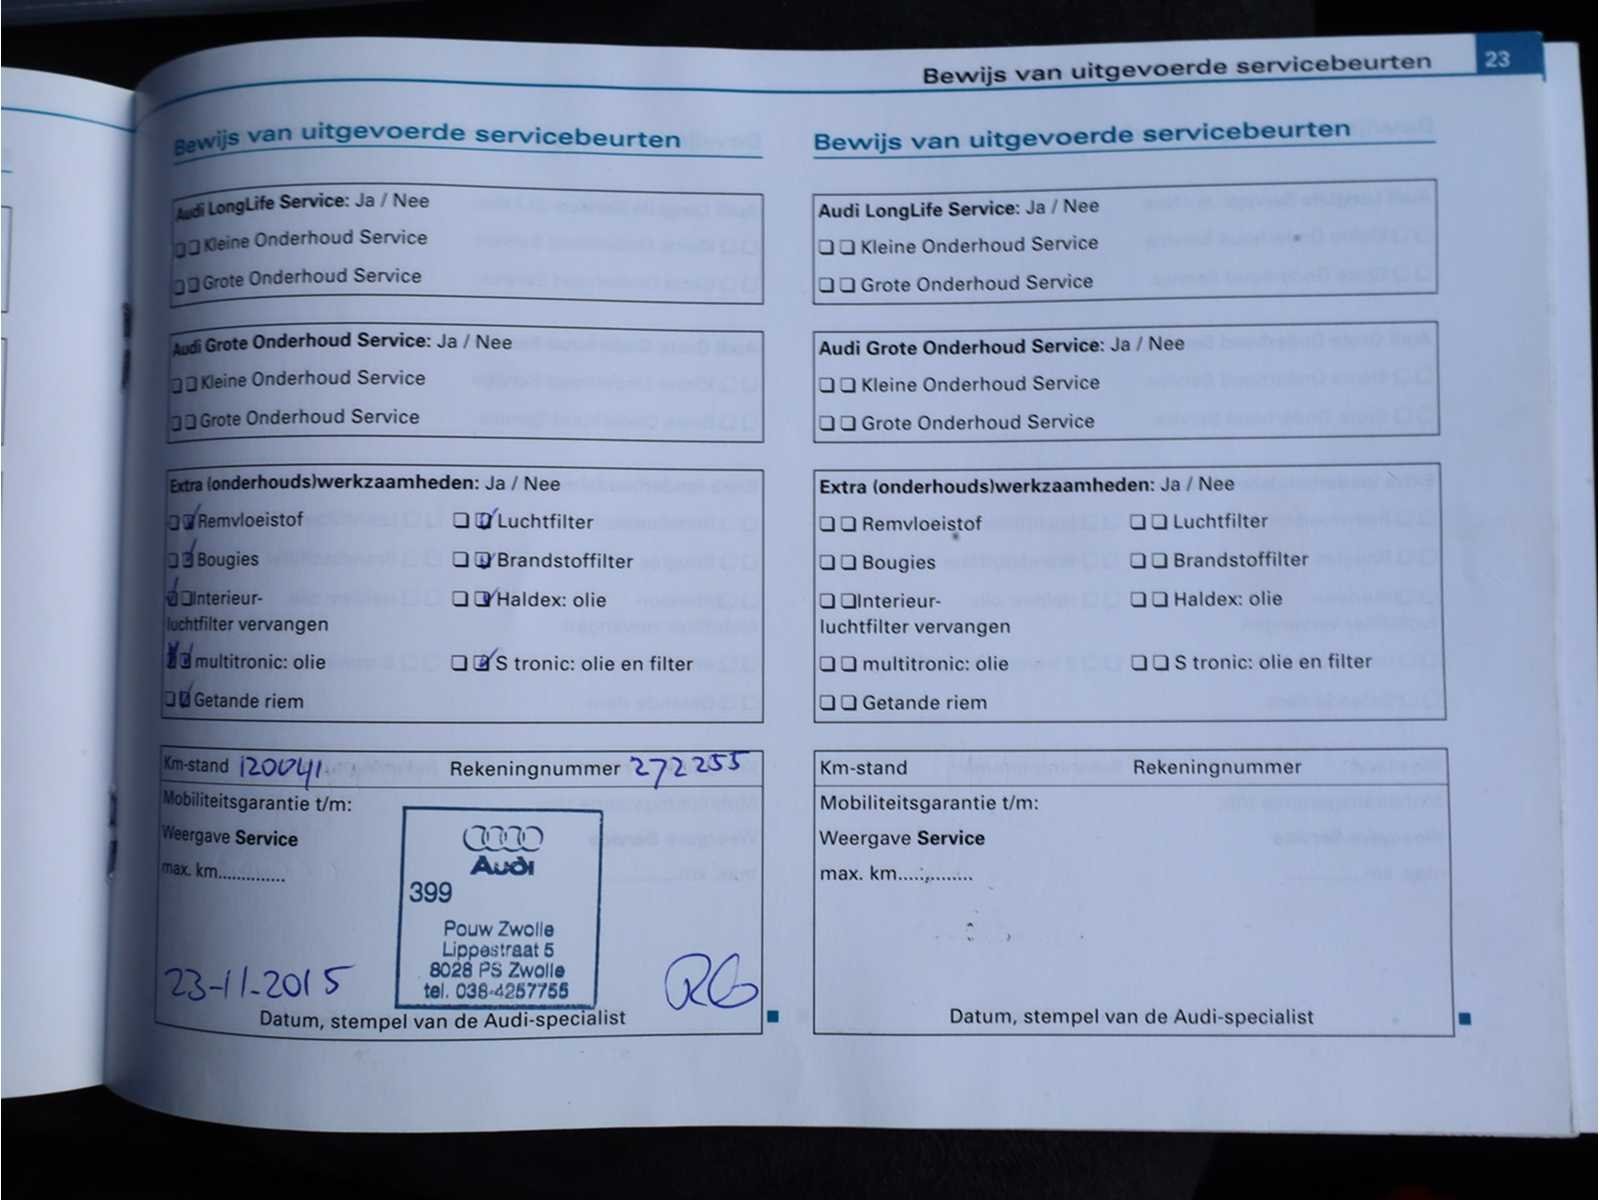 Bewijs van uitgevoerde servicebeurten 23
Bewijs van uitgevoerde servicebeurten
Audi LongLife Service: Ja / Nee
Kleine Onderhoud Service
Grote Onderhoud Service
Audi Grote Onderhoud Service: Ja / Nee
Kleine Onderhoud Service
Grote Onderhoud Service
Extra (onderhouds)werkzaamheden: Ja / Nee
Remvloeistof Luchtfilter
Bougies Brandstoffilter
Interieur- Haldex: olie
luchtfilter vervangen
multitronic: olie S tronic: olie en filter
Getande riem
Km-stand 120041 Rekeningnummer 272255
Mobiliteitsgarantie t/m:
Weergave Service
max. km.............
Audi
399
Pouw Zwolle
Lippestraat 5
8028 PS Zwolle
tel. 038-4257755
23-11-2015
RG
Datum, stempel van de Audi-specialist
Bewijs van uitgevoerde servicebeurten
Audi LongLife Service: Ja / Nee
Kleine Onderhoud Service
Grote Onderhoud Service
Audi Grote Onderhoud Service: Ja / Nee
Kleine Onderhoud Service
Grote Onderhoud Service
Extra (onderhouds)werkzaamheden: Ja / Nee
Remvloeistof Luchtfilter
Bougies Brandstoffilter
Interieur- Haldex: olie
luchtfilter vervangen
multitronic: olie S tronic: olie en filter
Getande riem
Km-stand Rekeningnummer
Mobiliteitsgarantie t/m:
Weergave Service
max. km.............
Datum, stempel van de Audi-specialist